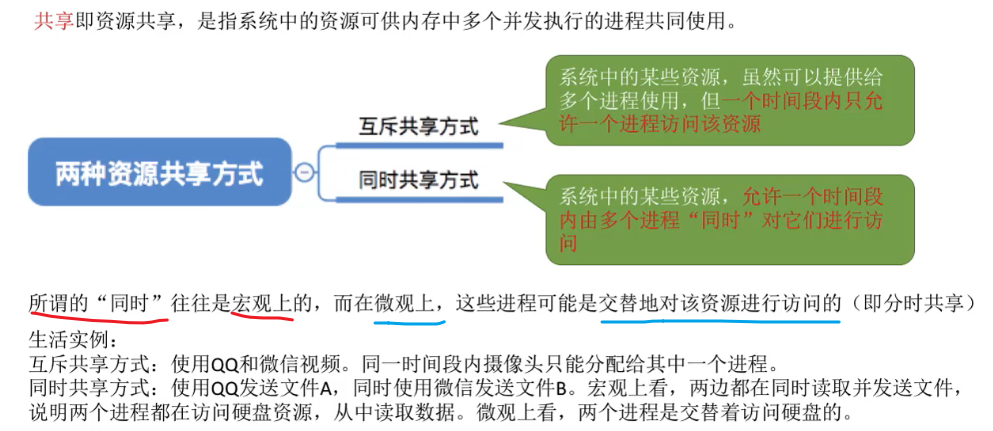 共享即资源共享，是指系统中的资源可供内存中多个并发执行的进程共同使用。
两种资源共享方式
互斥共享方式
系统中的某些资源，虽然可以提供给
多个进程使用，但一个时间段内只允
许一个进程访问该资源
同时共享方式
系统中的某些资源，允许一个时间段
内由多个进程“同时”对它们进行访
问
所谓的“同时”往往是宏观上的，而在微观上，这些进程可能是交替地对该资源进行访问的（即分时共享）
生活实例：
互斥共享方式：使用QQ和微信视频。同一时间段内摄像头只能分配给其中一个进程。
同时共享方式：使用QQ发送文件A，同时使用微信发送文件B。宏观上看，两边都在同时读取并发送文件，
说明两个进程都在访问硬盘资源，从中读取数据。微观上看，两个进程是交替着访问硬盘的。